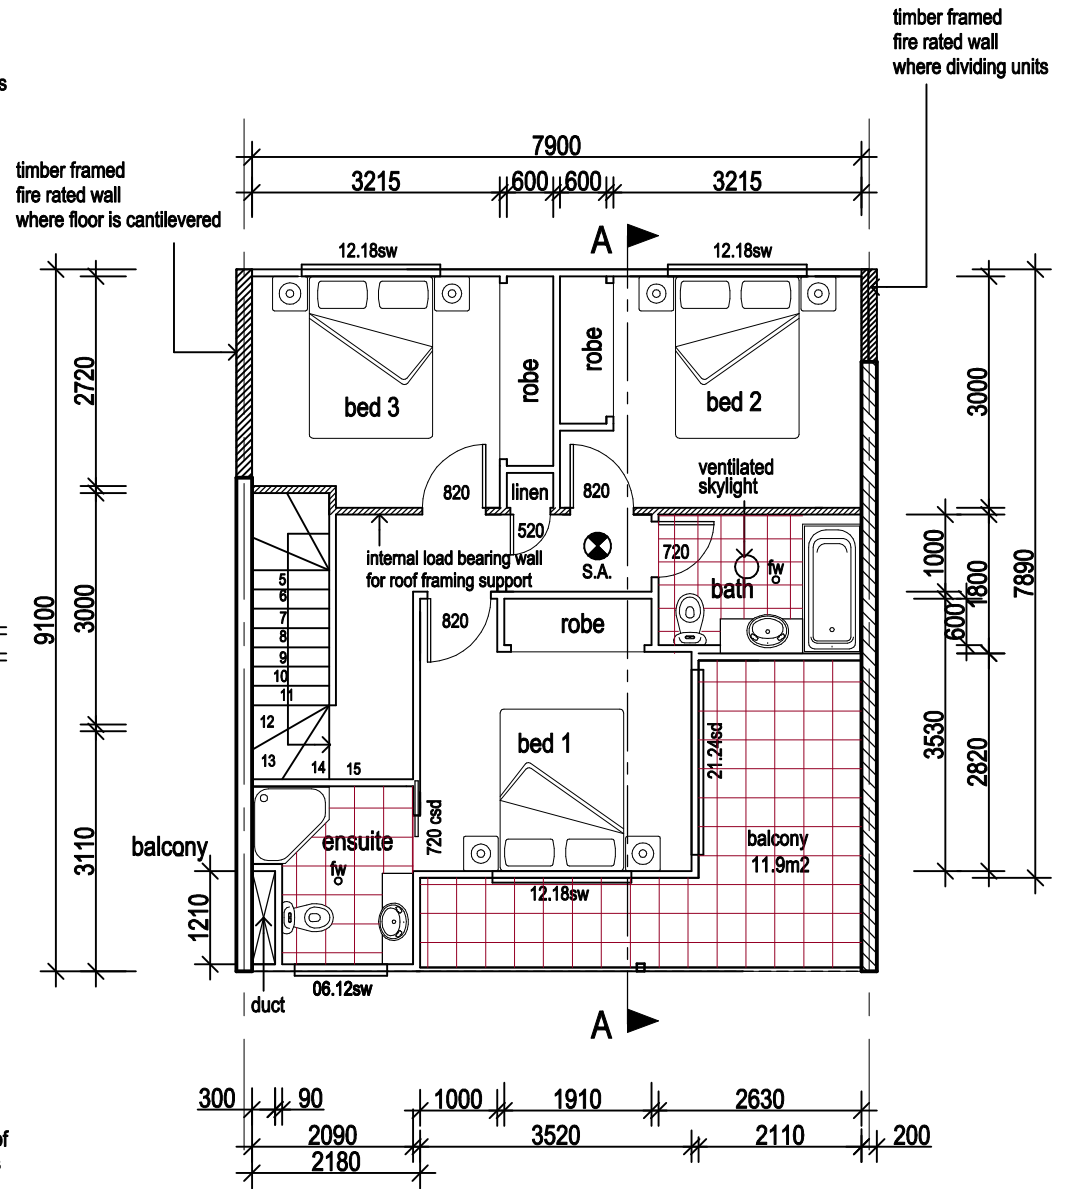 timber framed
fire rated wall
where dividing units
s
timber framed
fire rated wall
where floor is cantilevered
7900
3215
600
600
3215
A
12.18sw
12.18sw
2720
3000
9100
3110
1210
robe
robe
bed 3
bed 2
3000
1000
1800
600
7890
3530
2820
ventilated
skylight
820
linen
820
520
S.A.
720
bath
fw
internal load bearing wall
for roof framing support
820
robe
5
6
7
8
9
10
11
12
13
14
15
bed 1
21.24sd
720 csd
balcony
ensuite
fw
balcony
11.9m2
12.18sw
06.12sw
duct
A
300
90
1000
1910
2630
2090
3520
2110
200
2180
of